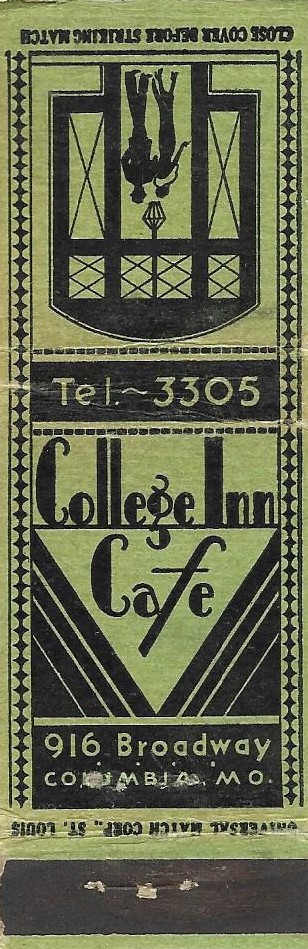 CLOSE COVER BEFORE STRIKING MATCH
Tel.~3305
College Inn
Cafe
916 Broadway
COLUMBIA, MO.
UNIVERSAL MATCH CORP., ST. LOUIS